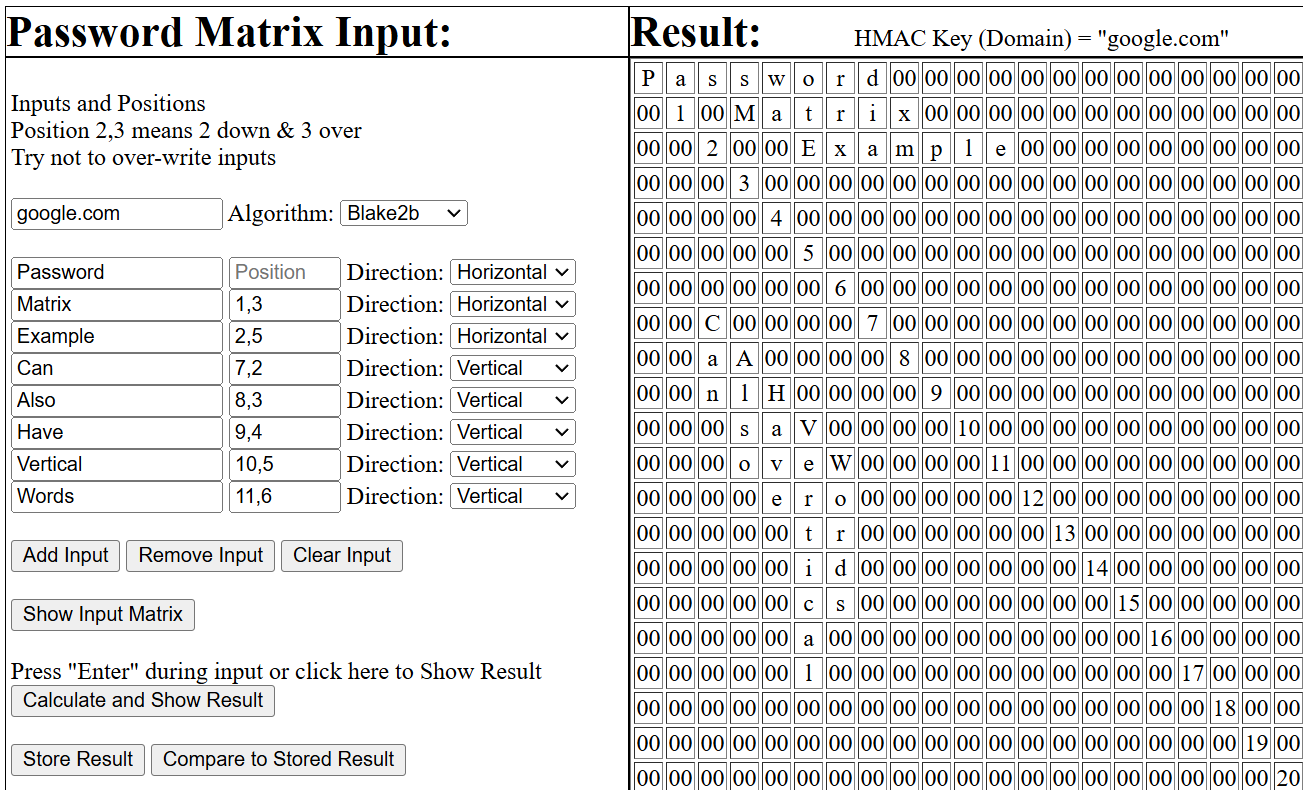 Password Matrix Input:
Inputs and Positions
Position 2,3 means 2 down & 3 over
Try not to over-write inputs
google.com Algorithm: Blake2b
Password Position Direction: Horizontal
Matrix 1,3 Direction: Horizontal
Example 2,5 Direction: Horizontal
Can 7,2 Direction: Vertical
Also 8,3 Direction: Vertical
Have 9,4 Direction: Vertical
Vertical 10,5 Direction: Vertical
Words 11,6 Direction: Vertical
Add Input Remove Input Clear Input
Show Input Matrix
Press "Enter" during input or click here to Show Result
Calculate and Show Result
Store Result Compare to Stored Result
Result: HMAC Key (Domain) = "google.com"
P a s s w o r d 00 00 00 00 00 00 00 00 00 00 00 00 00
00 1 00 M a t r i x 00 00 00 00 00 00 00 00 00 00 00 00
00 00 2 00 00 E x a m p l e 00 00 00 00 00 00 00 00 00
00 00 00 3 00 00 00 00 00 00 00 00 00 00 00 00 00 00 00 00 00
00 00 00 00 4 00 00 00 00 00 00 00 00 00 00 00 00 00 00 00 00
00 00 00 00 00 5 00 00 00 00 00 00 00 00 00 00 00 00 00 00 00
00 00 00 00 00 00 6 00 00 00 00 00 00 00 00 00 00 00 00 00 00
00 00 C 00 00 00 00 7 00 00 00 00 00 00 00 00 00 00 00 00 00
00 00 a A 00 00 00 00 8 00 00 00 00 00 00 00 00 00 00 00 00
00 00 n l H 00 00 00 00 9 00 00 00 00 00 00 00 00 00 00 00
00 00 00 s a V 00 00 00 00 10 00 00 00 00 00 00 00 00 00 00
00 00 00 o v e W 00 00 00 00 11 00 00 00 00 00 00 00 00 00
00 00 00 00 e r o 00 00 00 00 00 12 00 00 00 00 00 00 00 00
00 00 00 00 00 t r 00 00 00 00 00 00 13 00 00 00 00 00 00 00
00 00 00 00 00 i d 00 00 00 00 00 00 00 14 00 00 00 00 00 00
00 00 00 00 00 c s 00 00 00 00 00 00 00 00 15 00 00 00 00 00
00 00 00 00 00 a 00 00 00 00 00 00 00 00 00 00 16 00 00 00 00
00 00 00 00 00 l 00 00 00 00 00 00 00 00 00 00 00 17 00 00 00
00 00 00 00 00 00 00 00 00 00 00 00 00 00 00 00 00 00 18 00 00
00 00 00 00 00 00 00 00 00 00 00 00 00 00 00 00 00 00 00 19 00
00 00 00 00 00 00 00 00 00 00 00 00 00 00 00 00 00 00 00 00 20